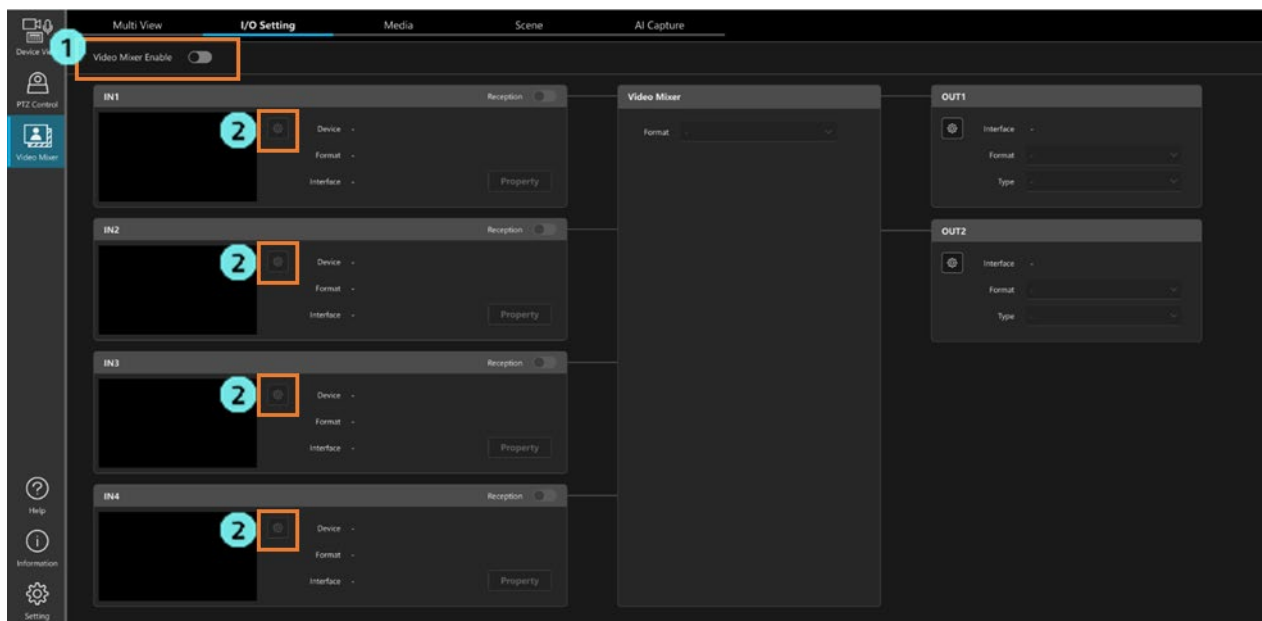 Multi View
I/O Setting
Media
Scene
AI Capture
Device Vi
1
Video Mixer Enable
PTZ Control
Video Mixer
IN1
Reception
2
Device -
Format -
Interface -
Property
IN2
Reception
2
Device -
Format -
Interface -
Property
IN3
Reception
2
Device -
Format -
Interface -
Property
IN4
Reception
2
Device -
Format -
Interface -
Property
Video Mixer
Format -
OUT1
Interface -
Format -
Type -
OUT2
Interface -
Format -
Type -
?
Help
i
Information
Setting